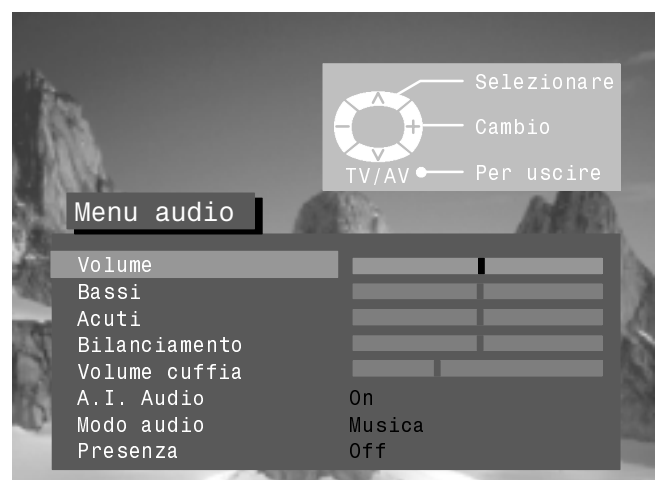 Selezionare
Cambio
TV/AV Per uscire
Menu audio
Volume
Bassi
Acuti
Bilanciamento
Volume cuffia
A.I. Audio On
Modo audio Musica
Presenza Off